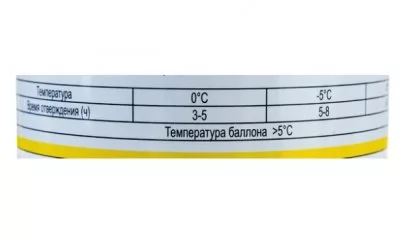 Температура 0°C -5°C
Время отверждения (ч) 3-5 5-8
Температура баллона >5°C